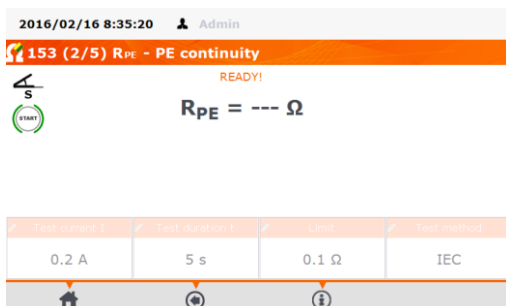 2016/02/16 8:35:20 Admin
153 (2/5) RPE - PE continuity
READY!
S
START
RPE = --- Ω
Test current I Test duration t Limit Test method
0.2 A 5 s 0.1 Ω IEC